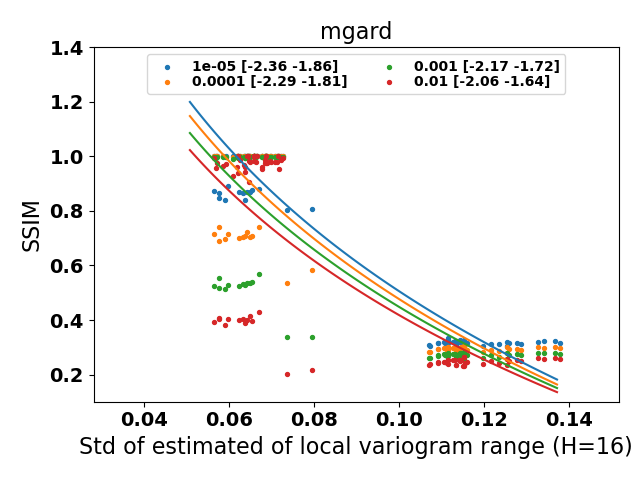 mgard
1e-05 [-2.36 -1.86]
0.0001 [-2.29 -1.81]
0.001 [-2.17 -1.72]
0.01 [-2.06 -1.64]
SSIM
1.4
1.2
1.0
0.8
0.6
0.4
0.2
0.04 0.06 0.08 0.10 0.12 0.14
Std of estimated of local variogram range (H=16)